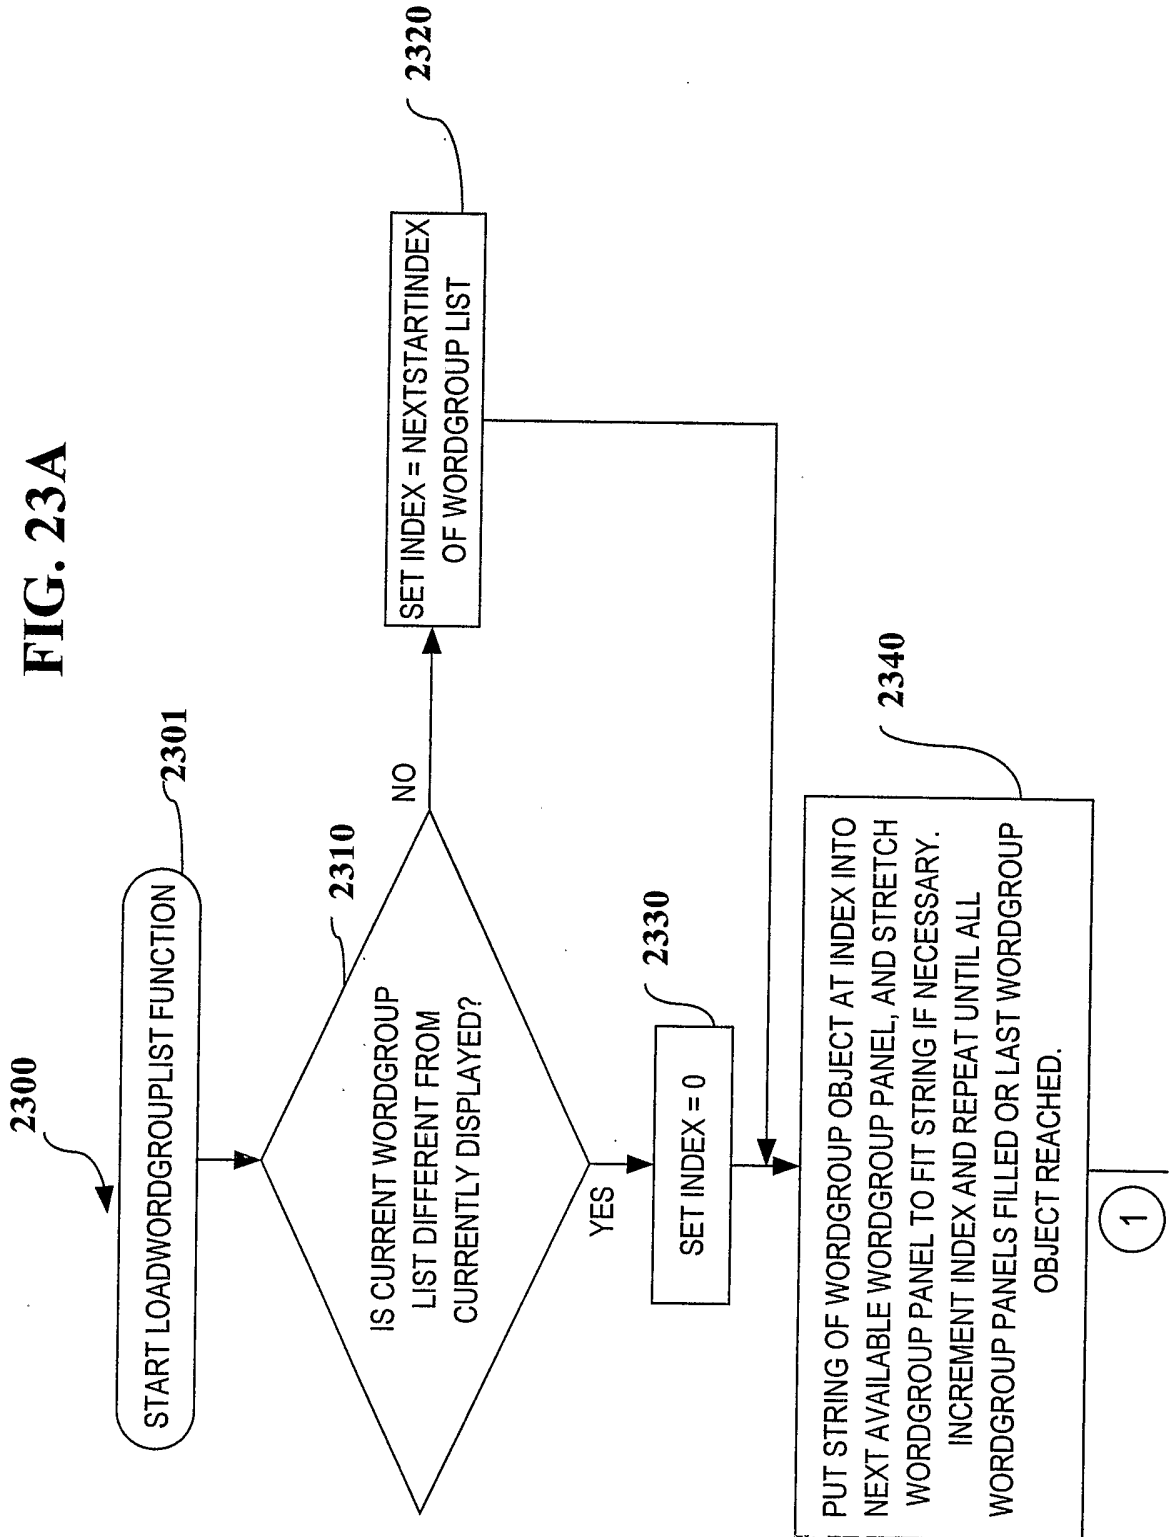 FIG. 23A
2300
START LOADWORDGROUPLIST FUNCTION
2301
2310
IS CURRENT WORDGROUP
LIST DIFFERENT FROM
CURRENTLY DISPLAYED?
NO
SET INDEX = NEXTSTARTINDEX
OF WORDGROUP LIST
2320
YES
SET INDEX = 0
2330
PUT STRING OF WORDGROUP OBJECT AT INDEX INTO
NEXT AVAILABLE WORDGROUP PANEL, AND STRETCH
WORDGROUP PANEL TO FIT STRING IF NECESSARY.
INCREMENT INDEX AND REPEAT UNTIL ALL
WORDGROUP PANELS FILLED OR LAST WORDGROUP
OBJECT REACHED.
2340
1